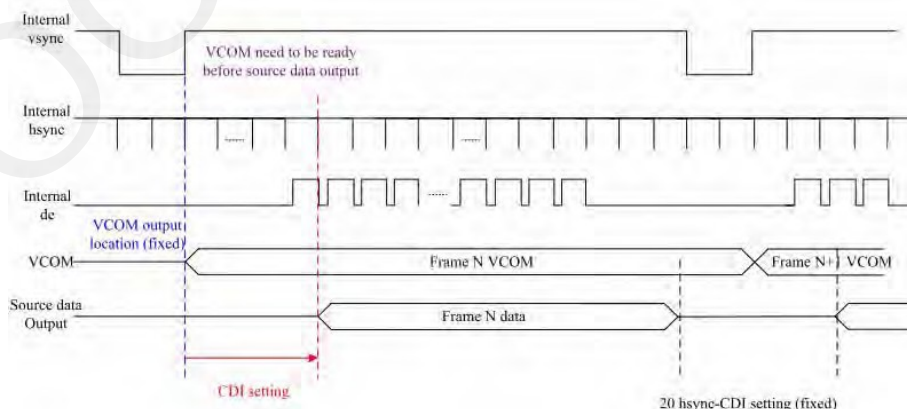 Internal
vsync
VCOM need to be ready
before source data output
Internal
hsync
......
......
Internal
de
......
VCOM output
location (fixed)
VCOM
Frame N VCOM
Frame N+1 VCOM
Source data
Output
Frame N data
CDI setting
20 hsync-CDI setting (fixed)